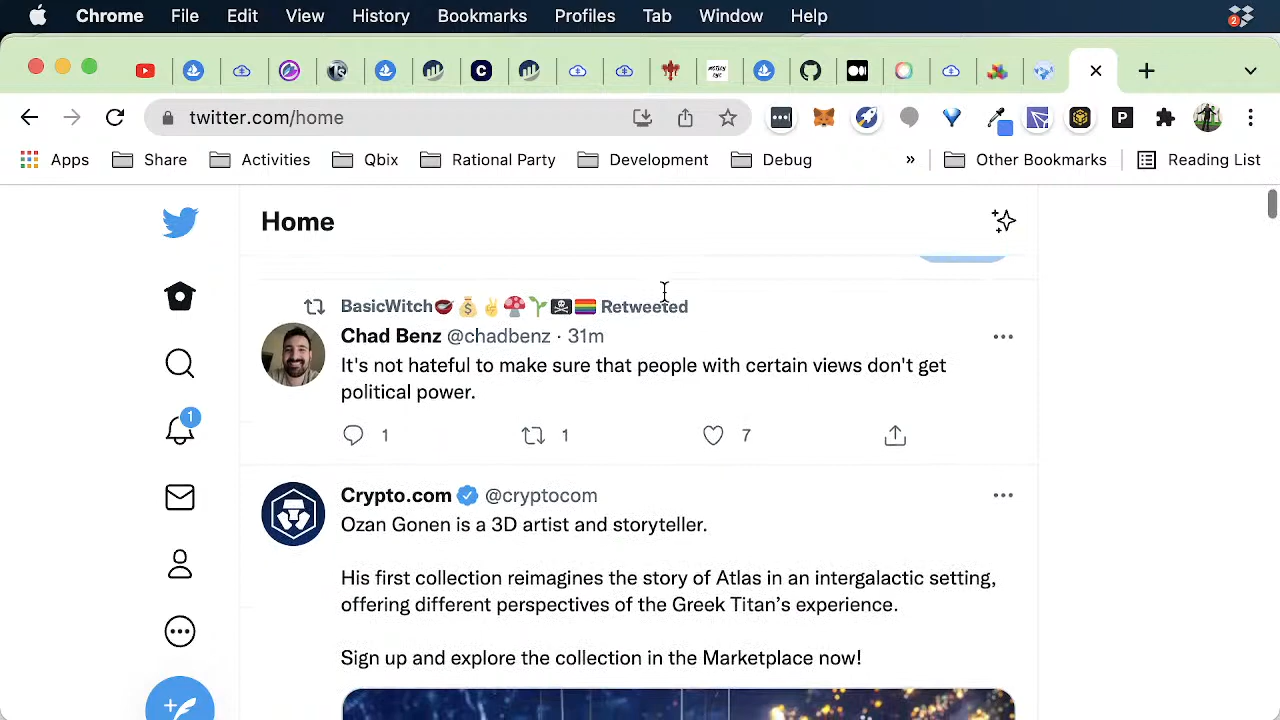 Chrome File Edit View History Bookmarks Profiles Tab Window Help
2
twitter.com/home
P
Apps Share Activities Qbix Rational Party Development Debug » Other Bookmarks Reading List
Home
BasicWitch Retweeted
Chad Benz @chadbenz · 31m
It's not hateful to make sure that people with certain views don't get
political power.
1 1 7
1
Crypto.com @cryptocom
Ozan Gonen is a 3D artist and storyteller.
His first collection reimagines the story of Atlas in an intergalactic setting,
offering different perspectives of the Greek Titan’s experience.
Sign up and explore the collection in the Marketplace now!